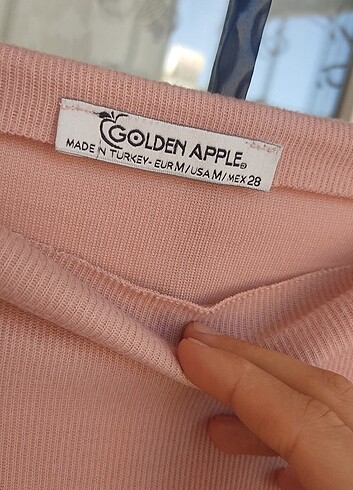 GOLDEN APPLE®
MADE IN TURKEY - EUR M / USA M / MEX 28